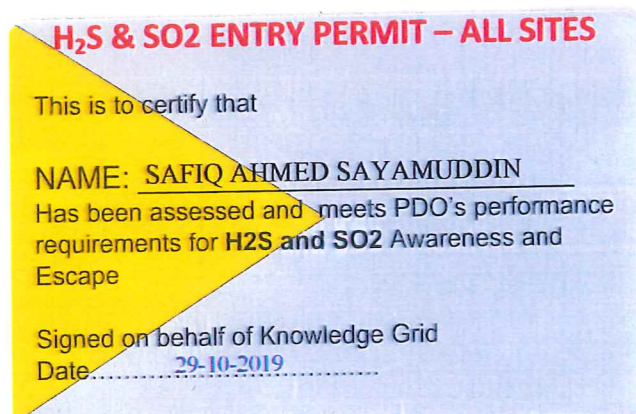 H₂S & SO2 ENTRY PERMIT – ALL SITES
This is to certify that
NAME: SAFIQ AHMED SAYAMUDDIN
Has been assessed and meets PDO's performance
requirements for H2S and SO2 Awareness and
Escape
Signed on behalf of Knowledge Grid
Date..........29-10-2019..............